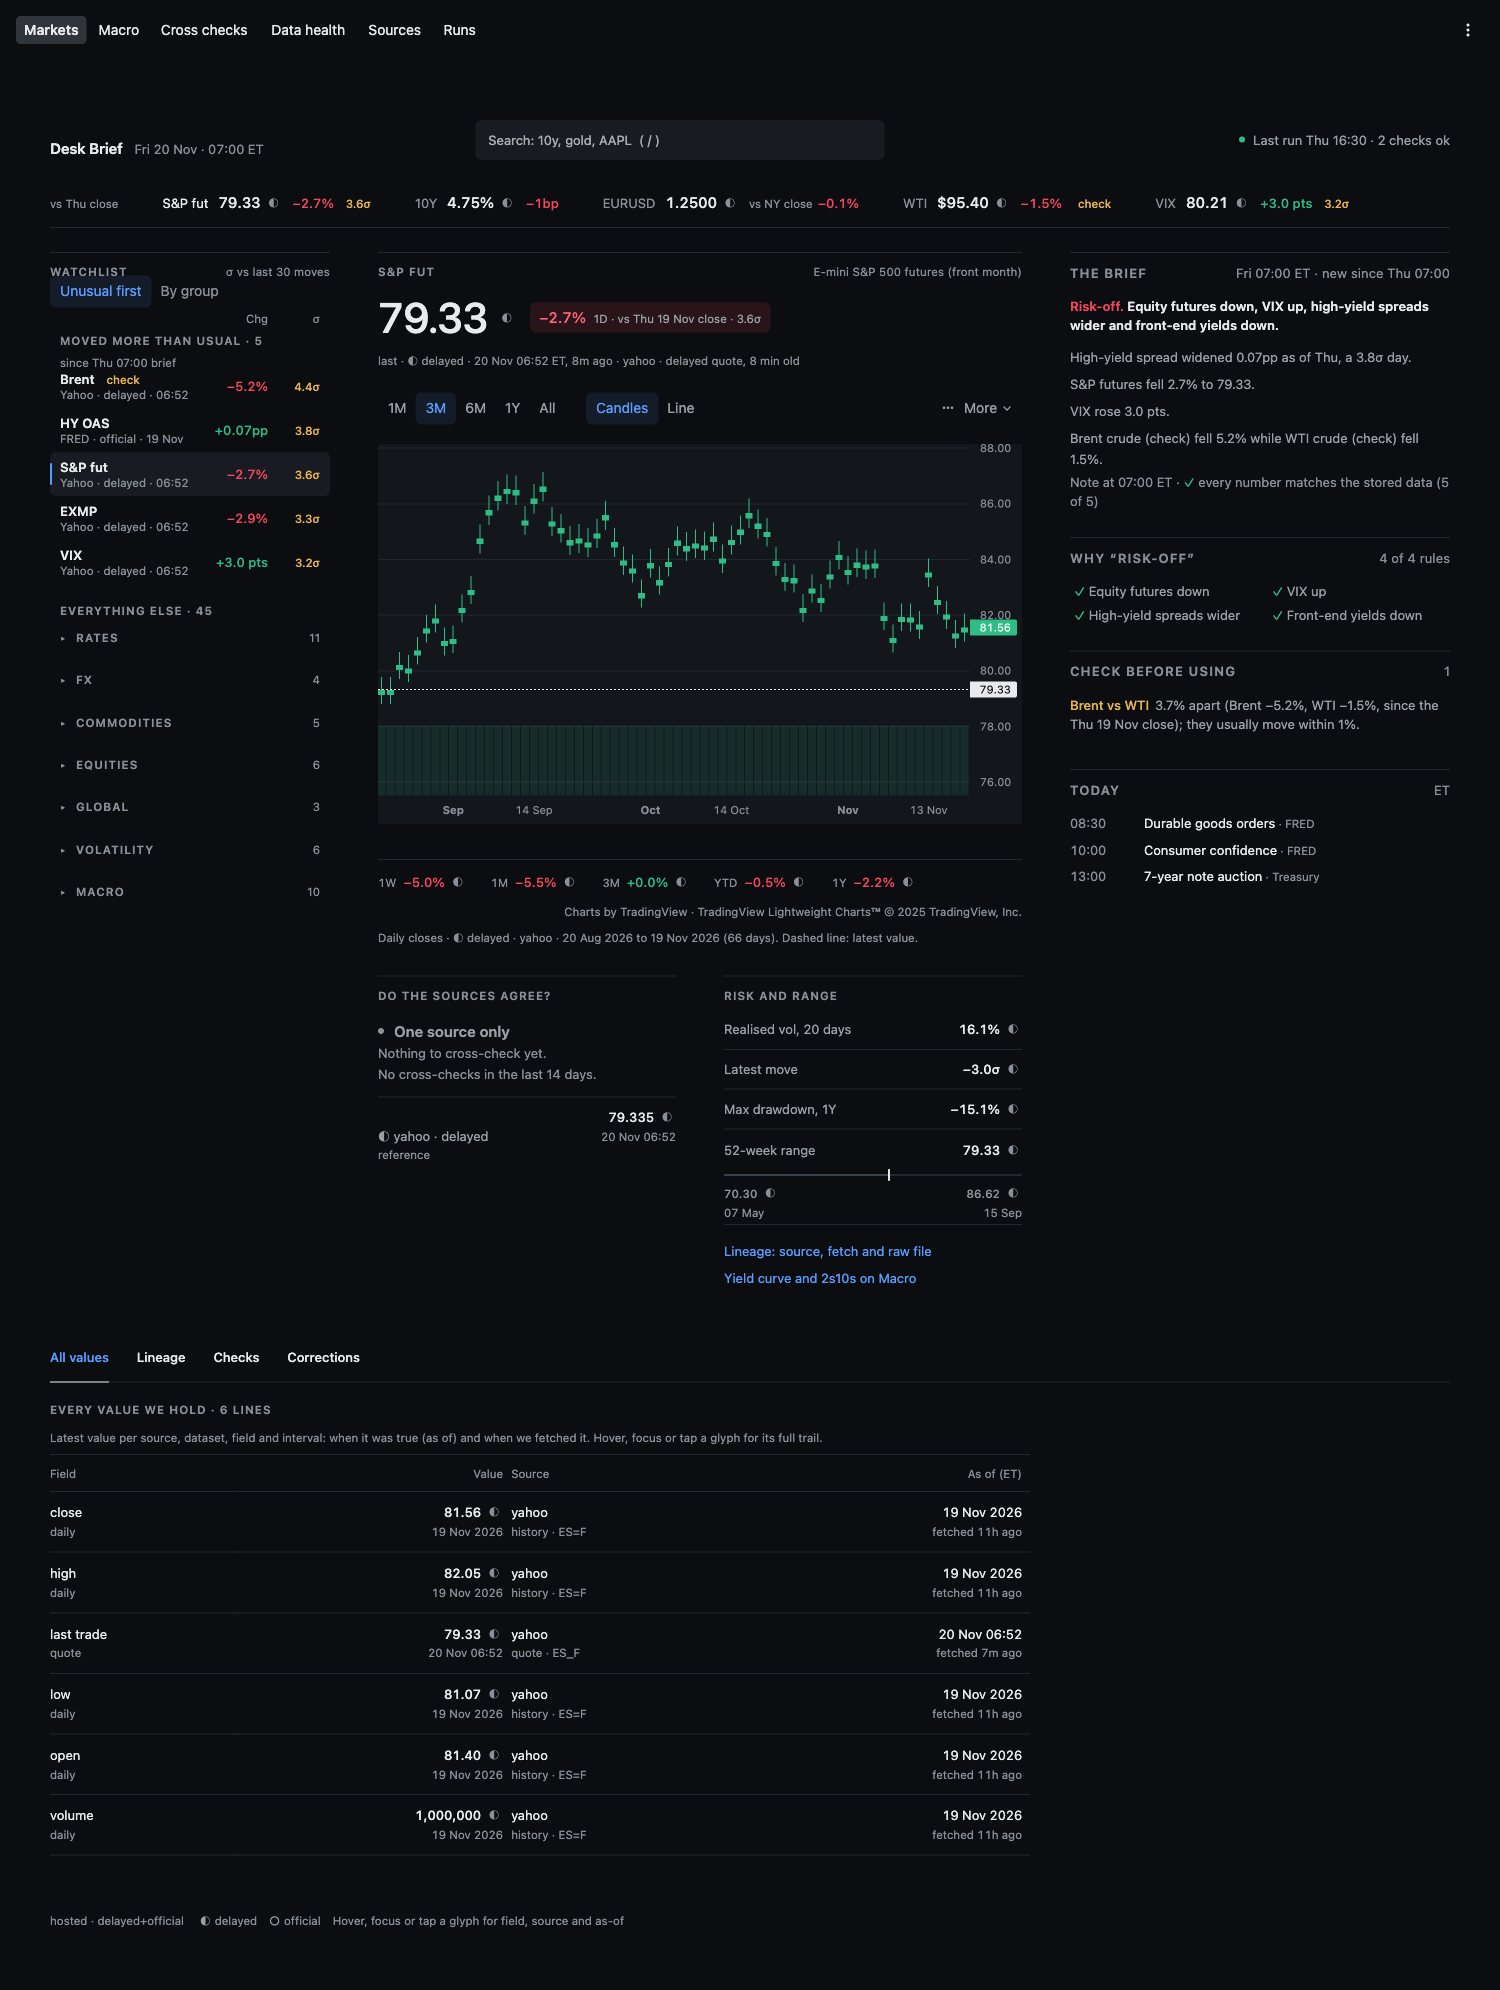 Markets Macro Cross checks Data health Sources Runs
Desk Brief Fri 20 Nov · 07:00 ET
Search: 10y, gold, AAPL ( / )
Last run Thu 16:30 · 2 checks ok
vs Thu close S&P fut 79.33 −2.7% 3.6σ 10Y 4.75% −1bp EURUSD 1.2500 vs NY close −0.1% WTI $95.40 −1.5% check VIX 80.21 +3.0 pts 3.2σ
WATCHLIST σ vs last 30 moves
Unusual first By group
Chg σ
MOVED MORE THAN USUAL · 5
since Thu 07:00 brief
Brent check −5.2% 4.4σ
Yahoo · delayed · 06:52
HY OAS +0.07pp 3.8σ
FRED · official · 19 Nov
S&P fut −2.7% 3.6σ
Yahoo · delayed · 06:52
EXMP −2.9% 3.3σ
Yahoo · delayed · 06:52
VIX +3.0 pts 3.2σ
Yahoo · delayed · 06:52
EVERYTHING ELSE · 45
RATES 11
FX 4
COMMODITIES 5
EQUITIES 6
GLOBAL 3
VOLATILITY 6
MACRO 10
S&P FUT E-mini S&P 500 futures (front month)
79.33 −2.7% 1D · vs Thu 19 Nov close · 3.6σ
last · delayed · 20 Nov 06:52 ET, 8m ago · yahoo · delayed quote, 8 min old
1M 3M 6M 1Y All Candles Line ··· More
88.00
86.00
84.00
82.00
81.56
80.00
79.33
78.00
76.00
Sep 14 Sep Oct 14 Oct Nov 13 Nov
1W −5.0% 1M −5.5% 3M +0.0% YTD −0.5% 1Y −2.2%
Charts by TradingView · TradingView Lightweight Charts™ © 2025 TradingView, Inc.
Daily closes · delayed · yahoo · 20 Aug 2026 to 19 Nov 2026 (66 days). Dashed line: latest value.
DO THE SOURCES AGREE?
One source only
Nothing to cross-check yet.
No cross-checks in the last 14 days.
79.335
yahoo · delayed 20 Nov 06:52
reference
RISK AND RANGE
Realised vol, 20 days 16.1%
Latest move −3.0σ
Max drawdown, 1Y −15.1%
52-week range 79.33
70.30 86.62
07 May 15 Sep
Lineage: source, fetch and raw file
Yield curve and 2s10s on Macro
THE BRIEF Fri 07:00 ET · new since Thu 07:00
Risk-off. Equity futures down, VIX up, high-yield spreads
wider and front-end yields down.
High-yield spread widened 0.07pp as of Thu, a 3.8σ day.
S&P futures fell 2.7% to 79.33.
VIX rose 3.0 pts.
Brent crude (check) fell 5.2% while WTI crude (check) fell
1.5%.
Note at 07:00 ET · ✓ every number matches the stored data (5
of 5)
WHY “RISK-OFF” 4 of 4 rules
✓ Equity futures down ✓ VIX up
✓ High-yield spreads wider ✓ Front-end yields down
CHECK BEFORE USING 1
Brent vs WTI 3.7% apart (Brent −5.2%, WTI −1.5%, since the
Thu 19 Nov close); they usually move within 1%.
TODAY ET
08:30 Durable goods orders · FRED
10:00 Consumer confidence · FRED
13:00 7-year note auction · Treasury
All values Lineage Checks Corrections
EVERY VALUE WE HOLD · 6 LINES
Latest value per source, dataset, field and interval: when it was true (as of) and when we fetched it. Hover, focus or tap a glyph for its full trail.
Field Value Source As of (ET)
close 81.56 yahoo 19 Nov 2026
daily 19 Nov 2026 history · ES=F fetched 11h ago
high 82.05 yahoo 19 Nov 2026
daily 19 Nov 2026 history · ES=F fetched 11h ago
last trade 79.33 yahoo 20 Nov 06:52
quote 20 Nov 06:52 quote · ES_F fetched 7m ago
low 81.07 yahoo 19 Nov 2026
daily 19 Nov 2026 history · ES=F fetched 11h ago
open 81.40 yahoo 19 Nov 2026
daily 19 Nov 2026 history · ES=F fetched 11h ago
volume 1,000,000 yahoo 19 Nov 2026
daily 19 Nov 2026 history · ES=F fetched 11h ago
hosted · delayed+official delayed official Hover, focus or tap a glyph for field, source and as-of